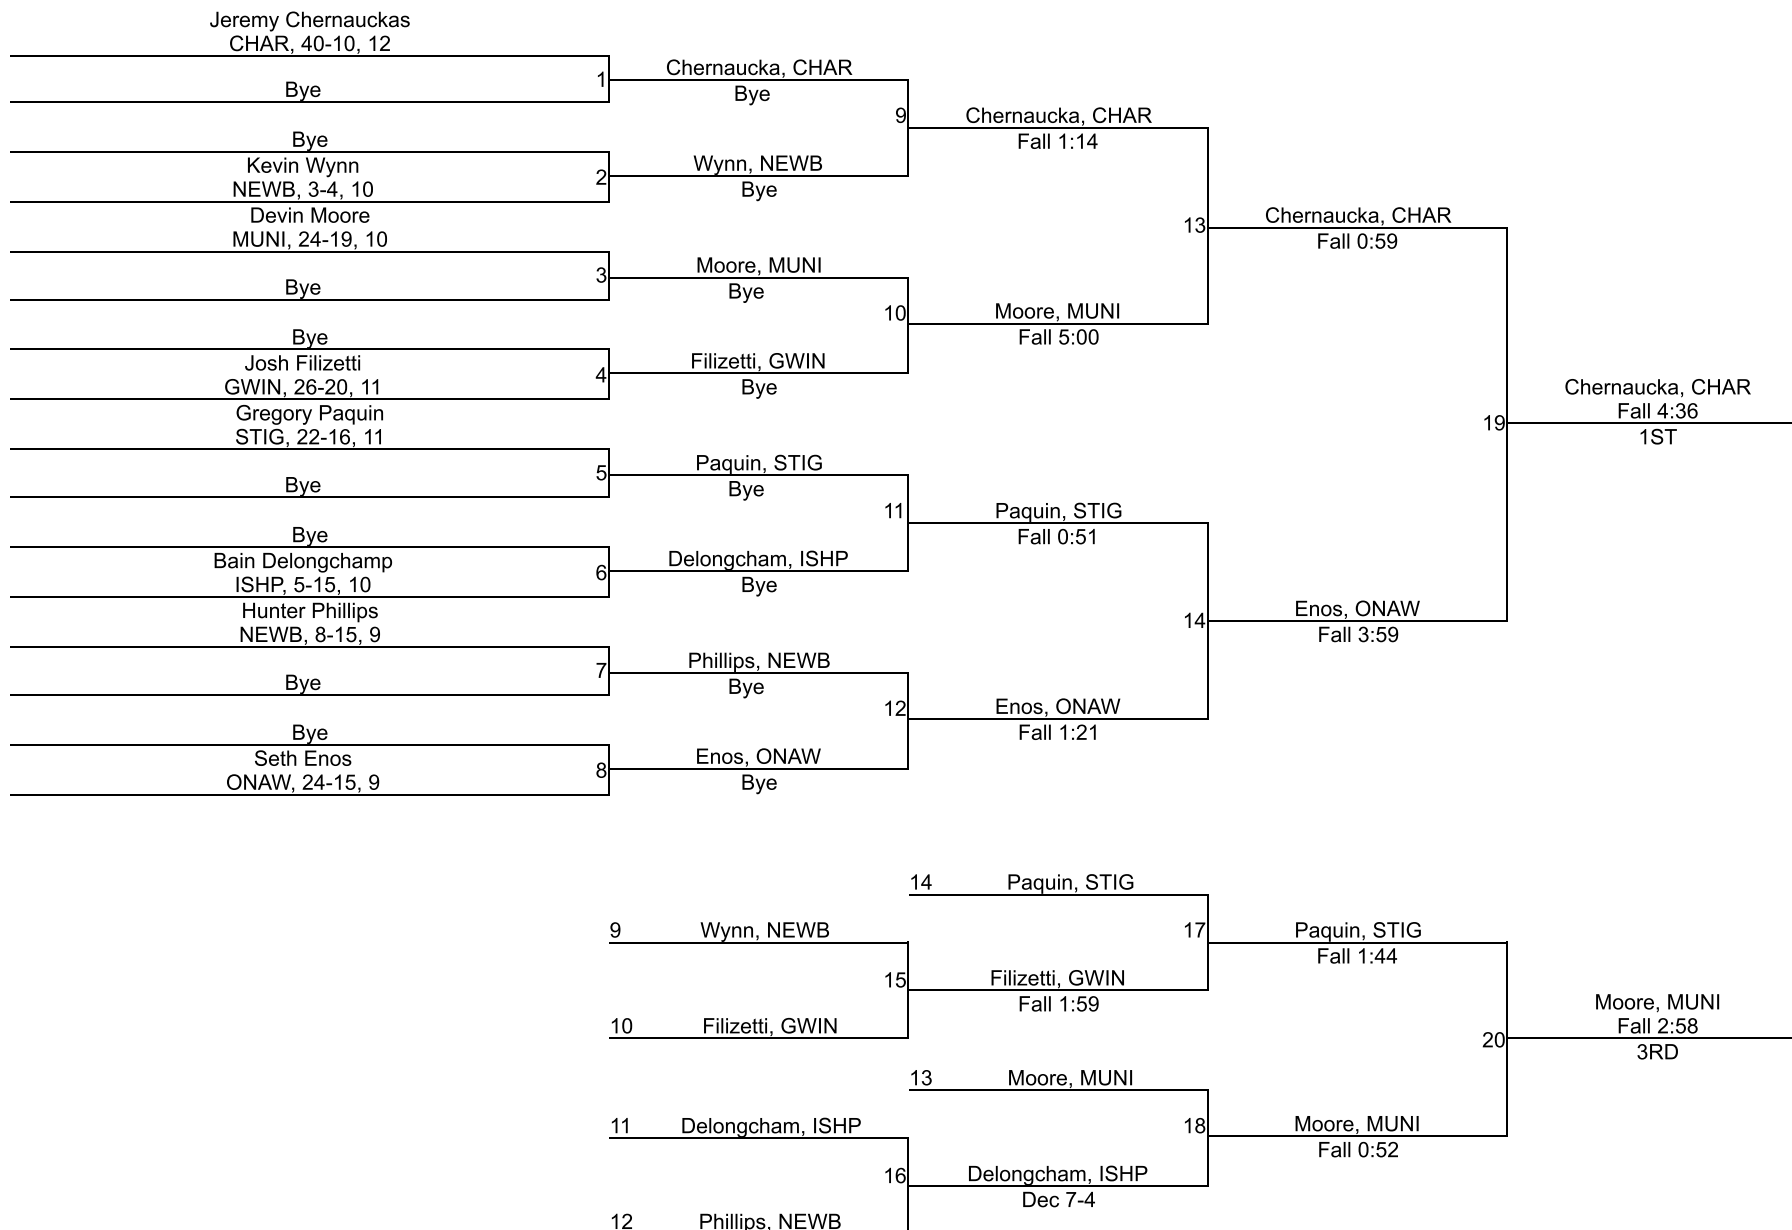 Jeremy Chernauckas
CHAR, 40-10, 12
Bye
1
Bye
Kevin Wynn
NEWB, 3-4, 10
2
Devin Moore
MUNI, 24-19, 10
Bye
3
Bye
Josh Filizetti
GWIN, 26-20, 11
4
Gregory Paquin
STIG, 22-16, 11
Bye
5
Bye
Bain Delongchamp
ISHP, 5-15, 10
6
Hunter Phillips
NEWB, 8-15, 9
Bye
7
Bye
Seth Enos
ONAW, 24-15, 9
8
Chernaucka, CHAR
Bye
9
Wynn, NEWB
Bye
Moore, MUNI
Bye
10
Filizetti, GWIN
Bye
Paquin, STIG
Bye
11
Delongcham, ISHP
Bye
Phillips, NEWB
Bye
12
Enos, ONAW
Bye
Chernaucka, CHAR
Fall 1:14
13
Moore, MUNI
Fall 5:00
Paquin, STIG
Fall 0:51
14
Enos, ONAW
Fall 1:21
Chernaucka, CHAR
Fall 0:59
19
Enos, ONAW
Fall 3:59
Chernaucka, CHAR
Fall 4:36
1ST
14 Paquin, STIG
9 Wynn, NEWB
17
15
Filizetti, GWIN
Fall 1:59
10 Filizetti, GWIN
Paquin, STIG
Fall 1:44
13 Moore, MUNI
11 Delongcham, ISHP
18
16
Delongcham, ISHP
Dec 7-4
12 Phillips, NEWB
Moore, MUNI
Fall 0:52
20
Moore, MUNI
Fall 2:58
3RD